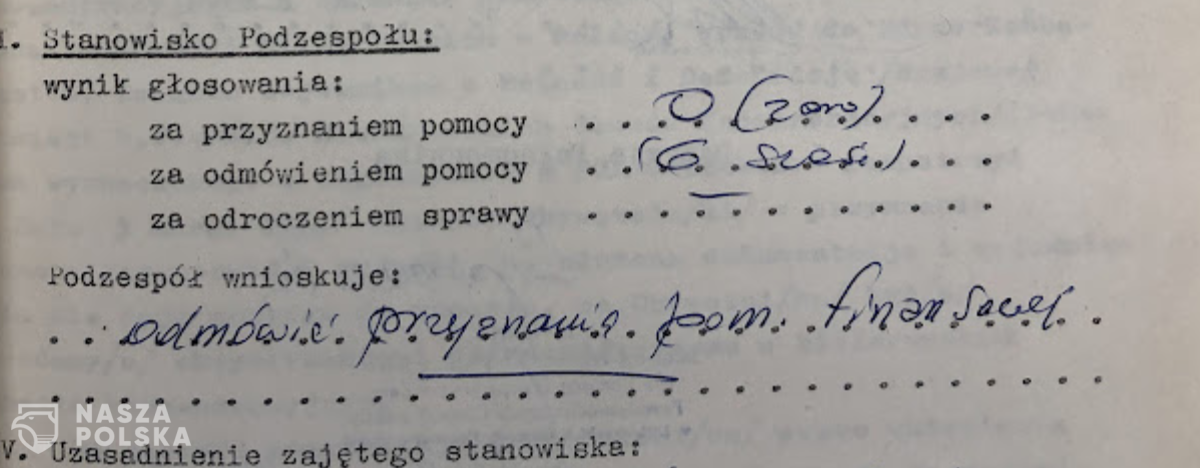 I. Stanowisko Podzespołu:
wynik głosowania:
za przyznaniem pomocy . . . 0 (zero) . . . .
za odmówieniem pomocy . . (6 sześć) . . .
za odroczeniem sprawy . . . . . . . . . . . . . .
Podzespół wnioskuje:
. . odmówić przyznania pom. finansowej .
NASZA
POLSKA
V. Uzasadnienie zajętego stanowiska: